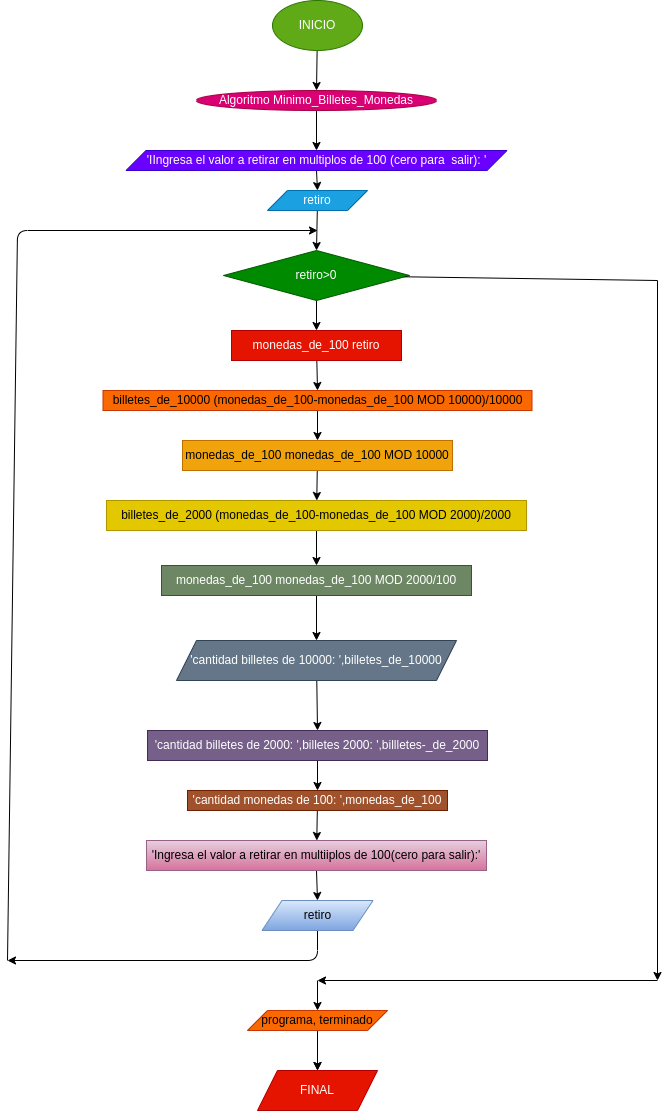 INICIO
Algoritmo Minimo_Billetes_Monedas
'IIngresa el valor a retirar en multiplos de 100 (cero para salir): '
retiro
retiro>0
monedas_de_100 retiro
billetes_de_10000 (monedas_de_100-monedas_de_100 MOD 10000)/10000
monedas_de_100 monedas_de_100 MOD 10000
billetes_de_2000 (monedas_de_100-monedas_de_100 MOD 2000)/2000
monedas_de_100 monedas_de_100 MOD 2000/100
'cantidad billetes de 10000: ',billetes_de_10000
'cantidad billetes de 2000: ',billetes 2000: ',billletes-_de_2000
'cantidad monedas de 100: ',monedas_de_100
'Ingresa el valor a retirar en multiiplos de 100(cero para salir):'
retiro
programa, terminado
FINAL